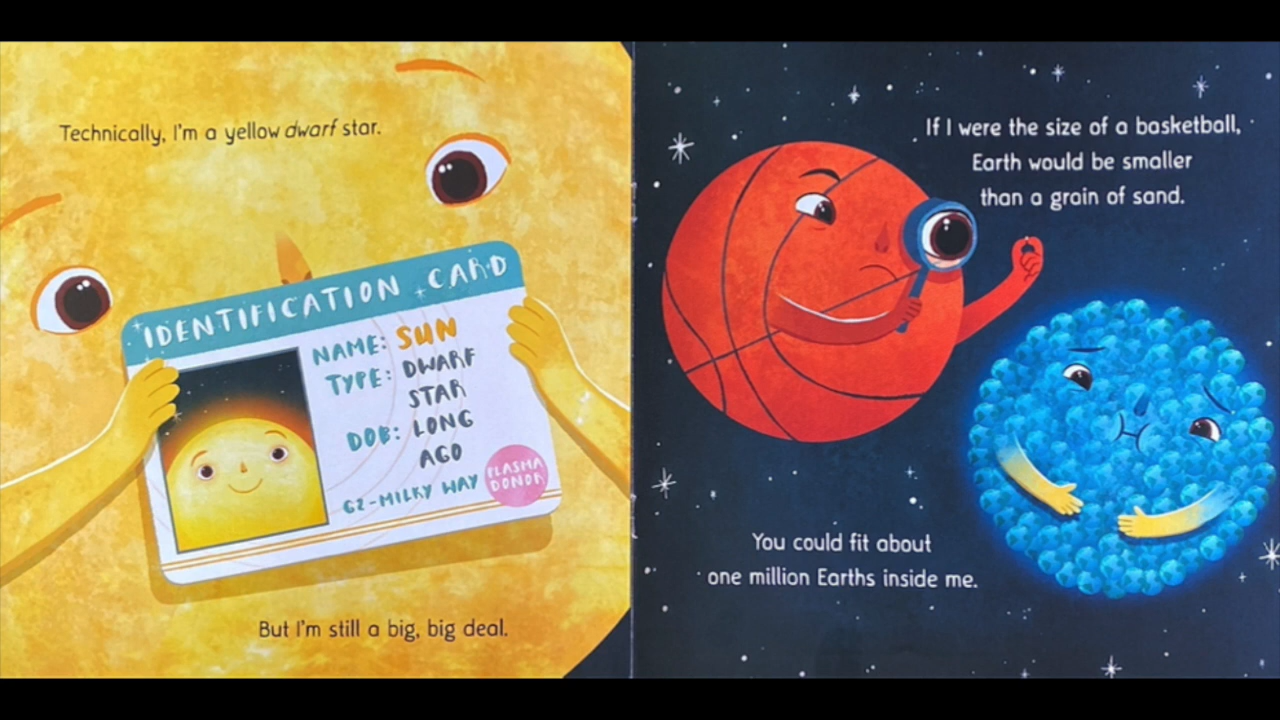 Technically, I'm a yellow dwarf star.
IDENTIFICATION CARD
NAME: SUN
TYPE: DWARF
STAR
DOB: LONG
AGO
G2-MILKY WAY
PLASMA
DONOR
But I'm still a big, big deal.
If I were the size of a basketball,
Earth would be smaller
than a grain of sand.
You could fit about
one million Earths inside me.